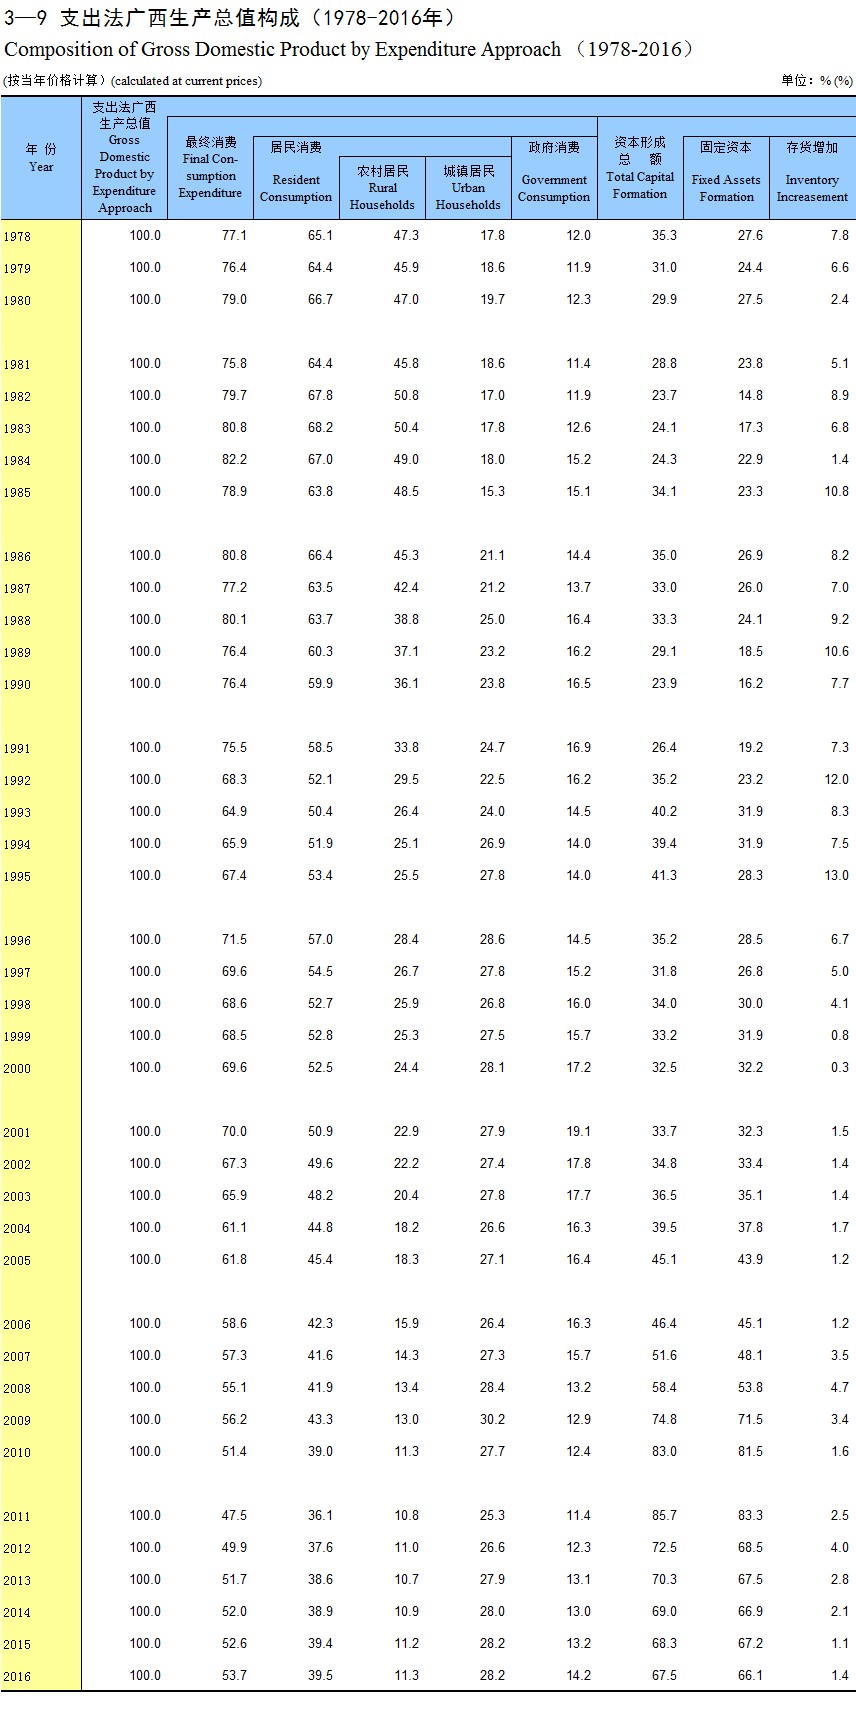 3—9 支出法广西生产总值构成（1978-2016年）
Composition of Gross Domestic Product by Expenditure Approach （1978-2016）
(按当年价格计算）(calculated at current prices) 单位：% (%)
年 份
Year
支出法广西
生产总值
Gross
Domestic
Product by
Expenditure
Approach
最终消费
Final Con-
sumption
Expenditure
居民消费
Resident
Consumption
农村居民
Rural
Households
城镇居民
Urban
Households
政府消费
Government
Consumption
资本形成
总 额
Total Capital
Formation
固定资本
Fixed Assets
Formation
存货增加
Inventory
Increasement
1978 100.0 77.1 65.1 47.3 17.8 12.0 35.3 27.6 7.8
1979 100.0 76.4 64.4 45.9 18.6 11.9 31.0 24.4 6.6
1980 100.0 79.0 66.7 47.0 19.7 12.3 29.9 27.5 2.4
1981 100.0 75.8 64.4 45.8 18.6 11.4 28.8 23.8 5.1
1982 100.0 79.7 67.8 50.8 17.0 11.9 23.7 14.8 8.9
1983 100.0 80.8 68.2 50.4 17.8 12.6 24.1 17.3 6.8
1984 100.0 82.2 67.0 49.0 18.0 15.2 24.3 22.9 1.4
1985 100.0 78.9 63.8 48.5 15.3 15.1 34.1 23.3 10.8
1986 100.0 80.8 66.4 45.3 21.1 14.4 35.0 26.9 8.2
1987 100.0 77.2 63.5 42.4 21.2 13.7 33.0 26.0 7.0
1988 100.0 80.1 63.7 38.8 25.0 16.4 33.3 24.1 9.2
1989 100.0 76.4 60.3 37.1 23.2 16.2 29.1 18.5 10.6
1990 100.0 76.4 59.9 36.1 23.8 16.5 23.9 16.2 7.7
1991 100.0 75.5 58.5 33.8 24.7 16.9 26.4 19.2 7.3
1992 100.0 68.3 52.1 29.5 22.5 16.2 35.2 23.2 12.0
1993 100.0 64.9 50.4 26.4 24.0 14.5 40.2 31.9 8.3
1994 100.0 65.9 51.9 25.1 26.9 14.0 39.4 31.9 7.5
1995 100.0 67.4 53.4 25.5 27.8 14.0 41.3 28.3 13.0
1996 100.0 71.5 57.0 28.4 28.6 14.5 35.2 28.5 6.7
1997 100.0 69.6 54.5 26.7 27.8 15.2 31.8 26.8 5.0
1998 100.0 68.6 52.7 25.9 26.8 16.0 34.0 30.0 4.1
1999 100.0 68.5 52.8 25.3 27.5 15.7 33.2 31.9 0.8
2000 100.0 69.6 52.5 24.4 28.1 17.2 32.5 32.2 0.3
2001 100.0 70.0 50.9 22.9 27.9 19.1 33.7 32.3 1.5
2002 100.0 67.3 49.6 22.2 27.4 17.8 34.8 33.4 1.4
2003 100.0 65.9 48.2 20.4 27.8 17.7 36.5 35.1 1.4
2004 100.0 61.1 44.8 18.2 26.6 16.3 39.5 37.8 1.7
2005 100.0 61.8 45.4 18.3 27.1 16.4 45.1 43.9 1.2
2006 100.0 58.6 42.3 15.9 26.4 16.3 46.4 45.1 1.2
2007 100.0 57.3 41.6 14.3 27.3 15.7 51.6 48.1 3.5
2008 100.0 55.1 41.9 13.4 28.4 13.2 58.4 53.8 4.7
2009 100.0 56.2 43.3 13.0 30.2 12.9 74.8 71.5 3.4
2010 100.0 51.4 39.0 11.3 27.7 12.4 83.0 81.5 1.6
2011 100.0 47.5 36.1 10.8 25.3 11.4 85.7 83.3 2.5
2012 100.0 49.9 37.6 11.0 26.6 12.3 72.5 68.5 4.0
2013 100.0 51.7 38.6 10.7 27.9 13.1 70.3 67.5 2.8
2014 100.0 52.0 38.9 10.9 28.0 13.0 69.0 66.9 2.1
2015 100.0 52.6 39.4 11.2 28.2 13.2 68.3 67.2 1.1
2016 100.0 53.7 39.5 11.3 28.2 14.2 67.5 66.1 1.4